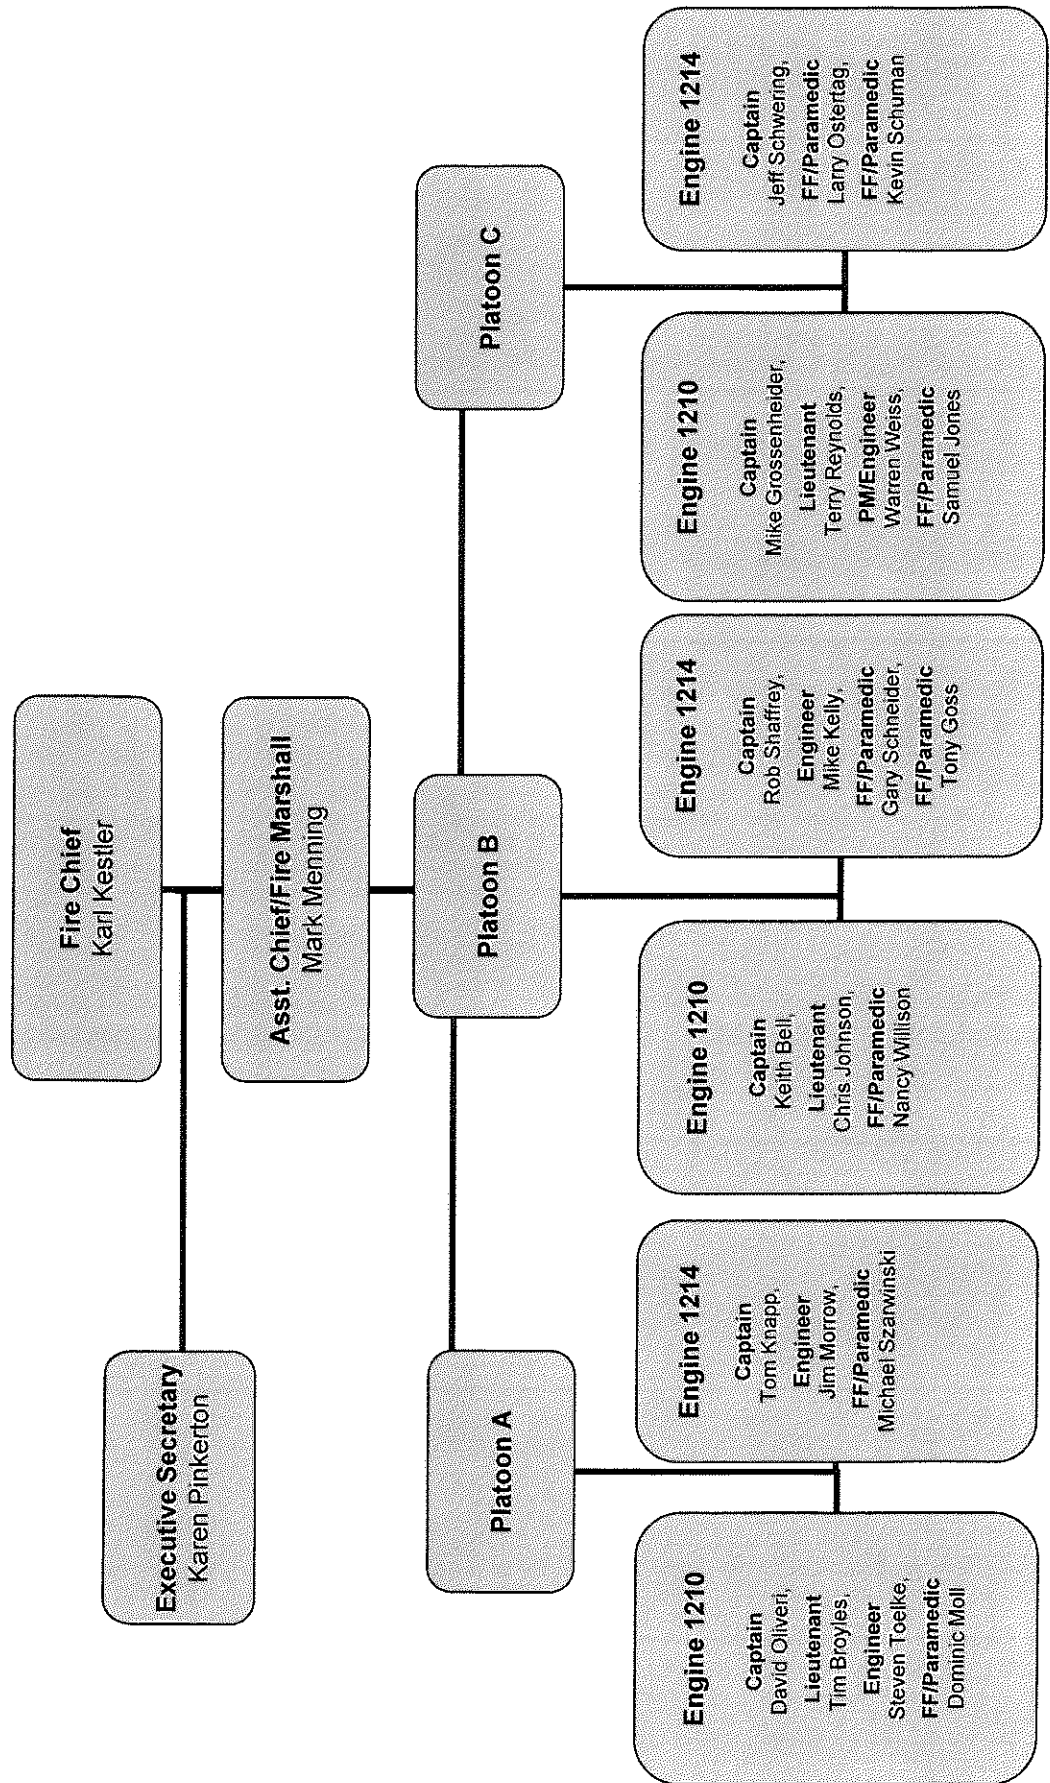 Fire Chief
Karl Kestler
Executive Secretary
Karen Pinkerton
Asst. Chief/Fire Marshall
Mark Menning
Platoon A
Platoon B
Platoon C
Engine 1210
Captain
David Oliveri,
Lieutenant
Tim Broyles,
Engineer
Steven Toelke,
FF/Paramedic
Dominic Moll
Engine 1214
Captain
Tom Knapp,
Engineer
Jim Morrow,
FF/Paramedic
Michael Szarwinski
Engine 1210
Captain
Keith Bell,
Lieutenant
Chris Johnson,
FF/Paramedic
Nancy Willison
Engine 1214
Captain
Rob Shaffrey,
Engineer
Mike Kelly,
FF/Paramedic
Gary Schneider,
FF/Paramedic
Tony Goss
Engine 1210
Captain
Mike Grossenheider,
Lieutenant
Terry Reynolds,
PM/Engineer
Warren Weiss,
FF/Paramedic
Samuel Jones
Engine 1214
Captain
Jeff Schwering,
FF/Paramedic
Larry Ostertag,
FF/Paramedic
Kevin Schuman